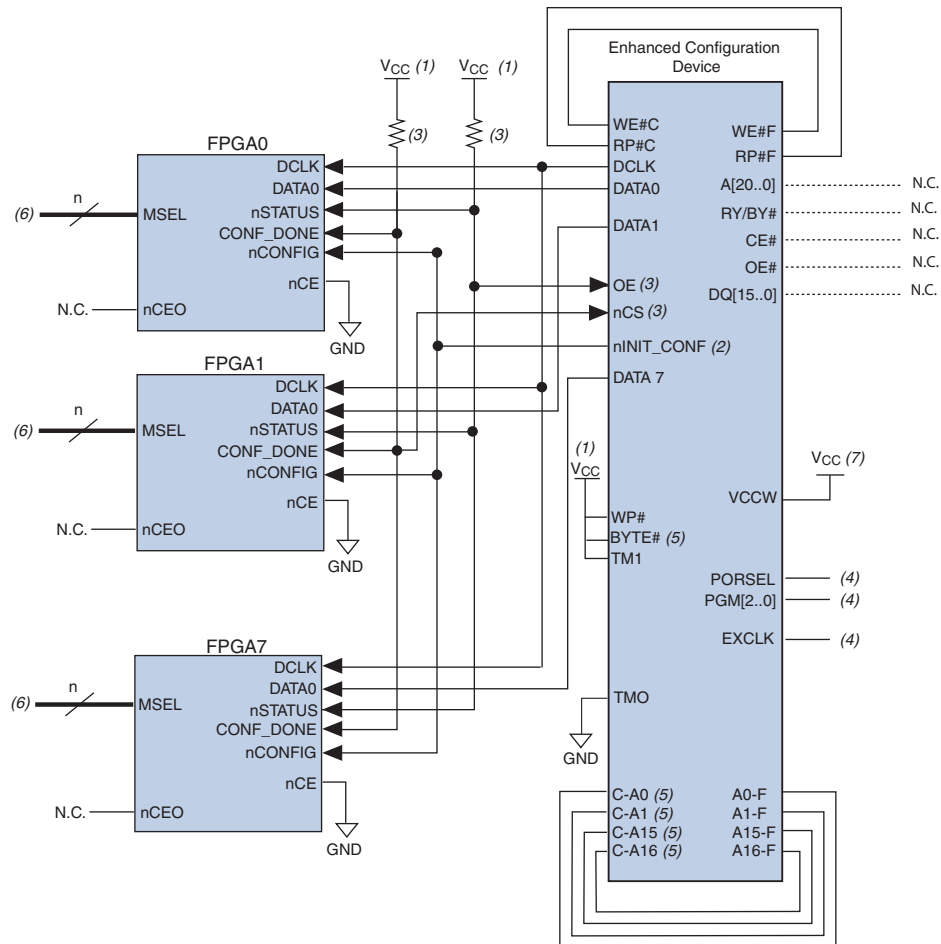 Enhanced Configuration
Device
VCC (1)
VCC (1)
(3)
(3)
FPGA0
DCLK
DATA0
nSTATUS
CONF_DONE
nCONFIG
nCE
MSEL
nCEO
(6)
n
N.C.
GND
FPGA1
DCLK
DATA0
nSTATUS
CONF_DONE
nCONFIG
nCE
MSEL
nCEO
(6)
n
N.C.
GND
FPGA7
DCLK
DATA0
nSTATUS
CONF_DONE
nCONFIG
nCE
MSEL
nCEO
(6)
n
N.C.
GND
WE#C
RP#C
DCLK
DATA0
DATA1
OE (3)
nCS (3)
nINIT_CONF (2)
DATA 7
(1)
VCC
WP#
BYTE# (5)
TM1
TMO
GND
C-A0 (5)
C-A1 (5)
C-A15 (5)
C-A16 (5)
WE#F
RP#F
A[20..0] N.C.
RY/BY# N.C.
CE# N.C.
OE# N.C.
DQ[15..0] N.C.
VCC (7)
VCCW
PORSEL (4)
PGM[2..0] (4)
EXCLK (4)
A0-F
A1-F
A15-F
A16-F